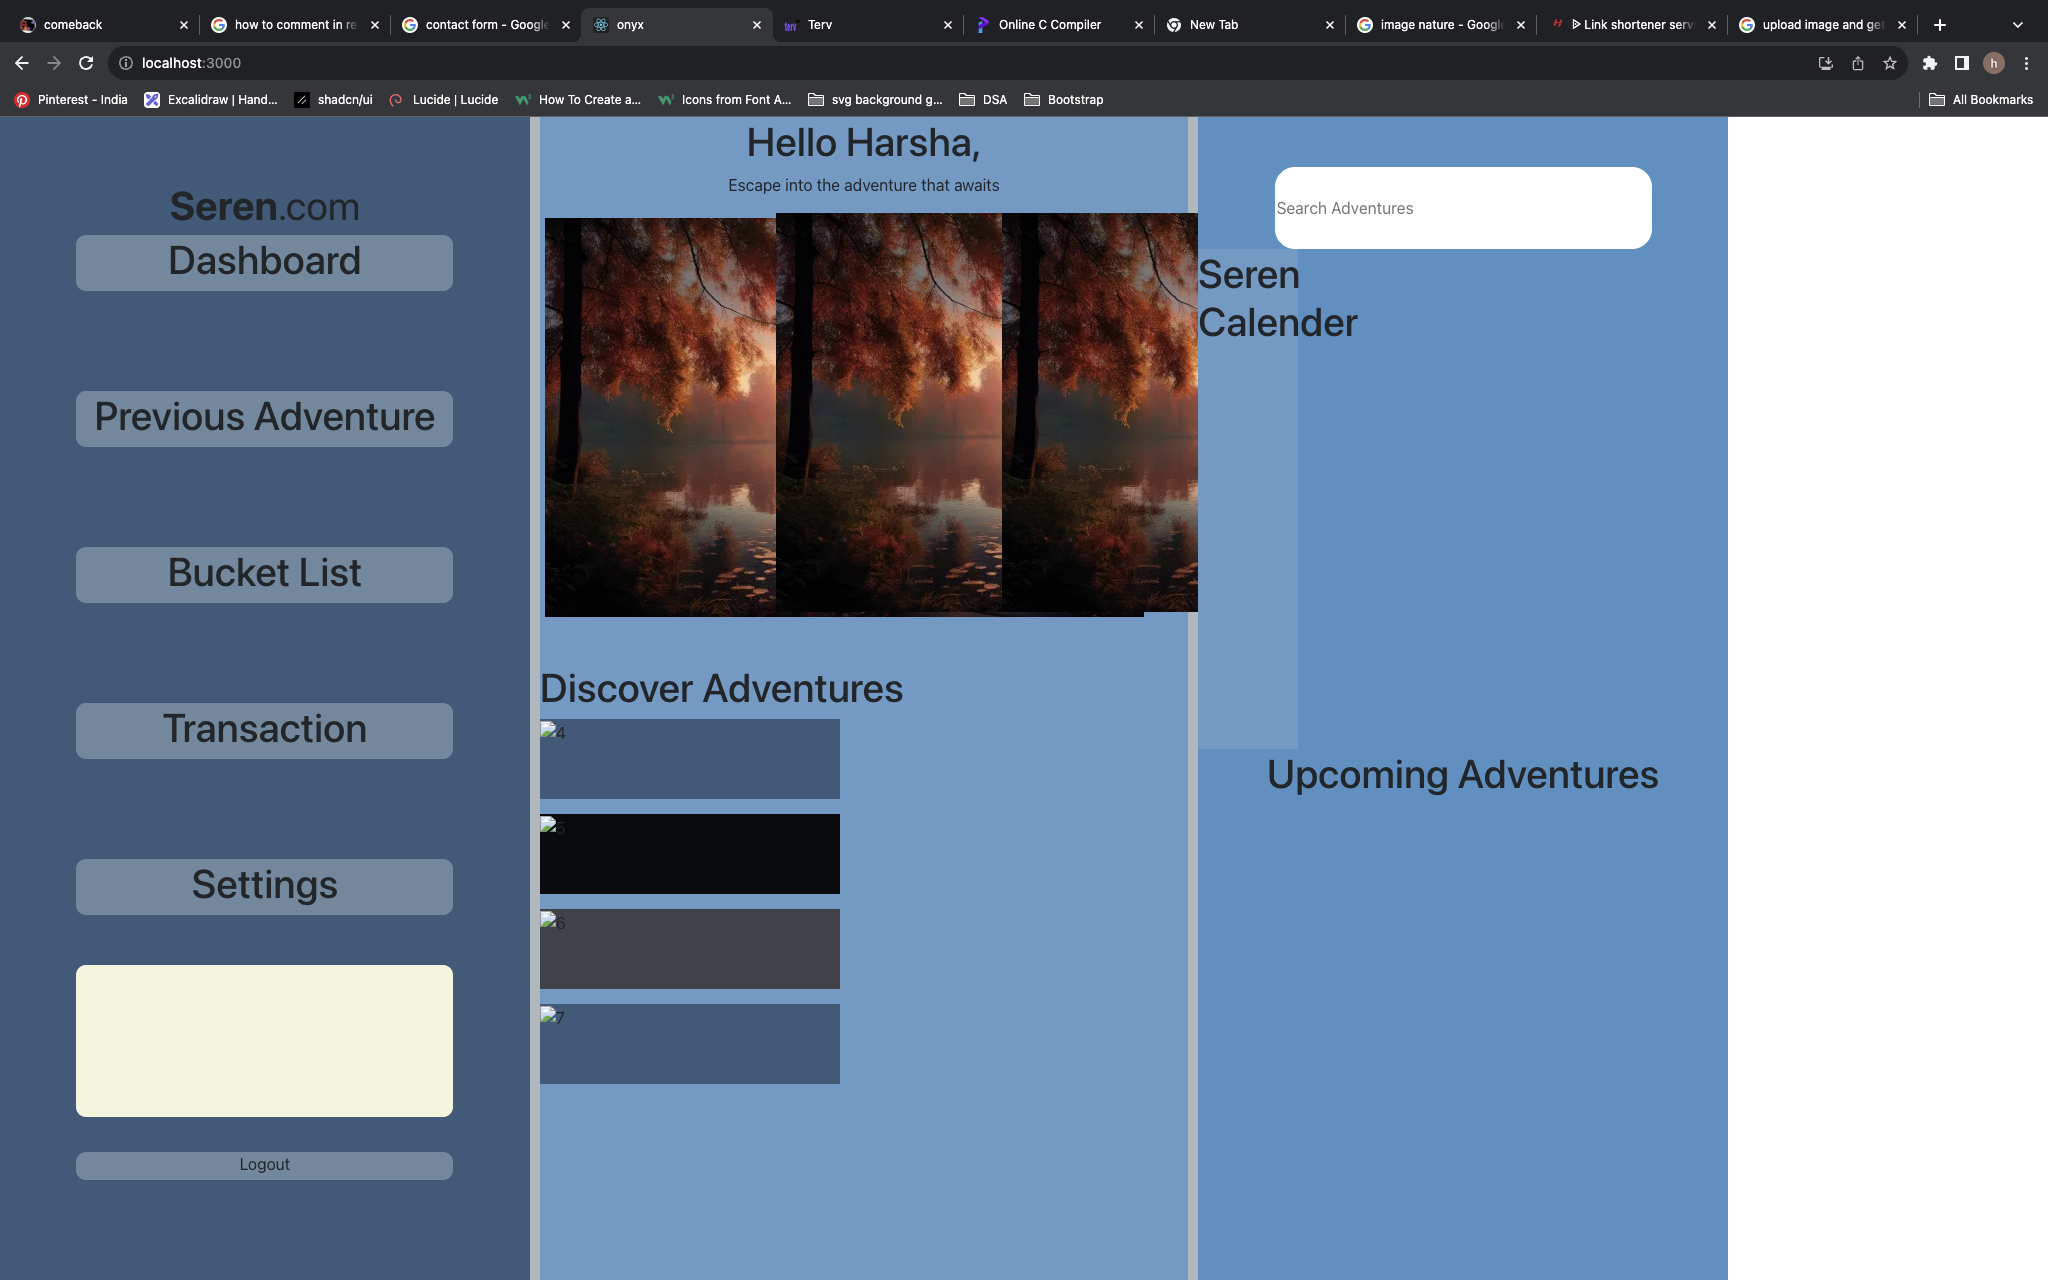 comeback
how to comment in re
contact form - Google
onyx
Terv
Online C Compiler
New Tab
image nature - Google
Link shortener serv
upload image and get
localhost:3000
h
Pinterest - India
Excalidraw | Hand...
shadcn/ui
Lucide | Lucide
How To Create a...
Icons from Font A...
svg background g...
DSA
Bootstrap
All Bookmarks
Seren.com
Dashboard
Previous Adventure
Bucket List
Transaction
Settings
Logout
Hello Harsha,
Escape into the adventure that awaits
Discover Adventures
4
5
6
7
Search Adventures
Seren
Calender
Upcoming Adventures